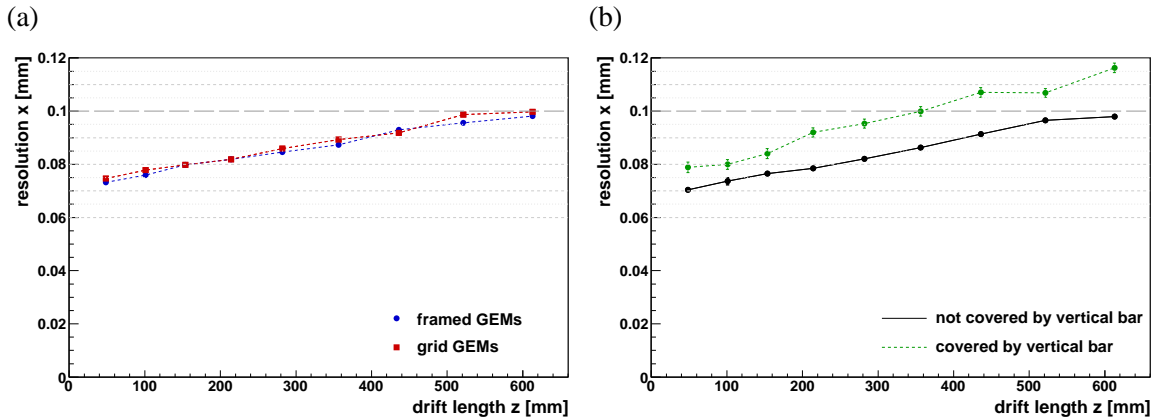 (a)
(b)
resolution x [mm]
0.12
0.1
0.08
0.06
0.04
0.02
0
framed GEMs
grid GEMs
0 100 200 300 400 500 600
drift length z [mm]
resolution x [mm]
0.12
0.1
0.08
0.06
0.04
0.02
0
not covered by vertical bar
covered by vertical bar
0 100 200 300 400 500 600
drift length z [mm]